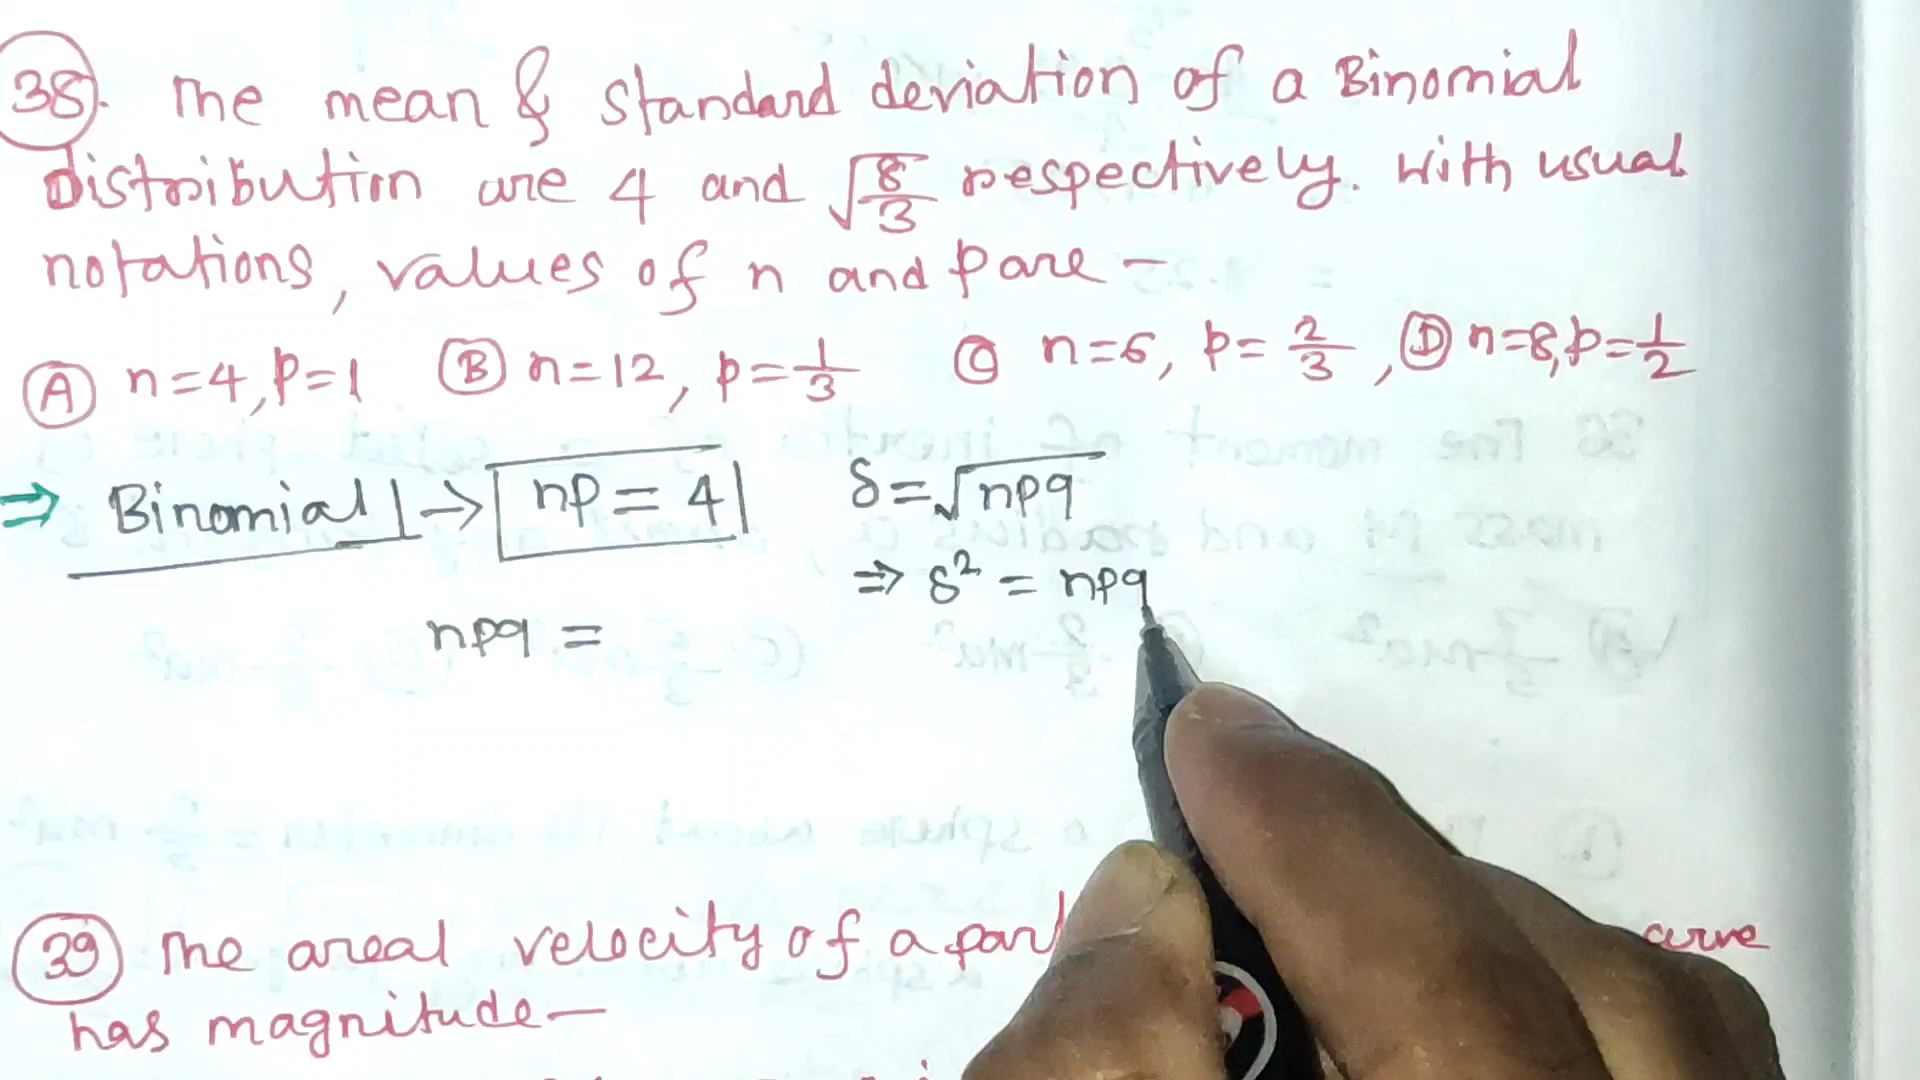 38. The mean & standard deviation of a Binomial
Distribution are 4 and √8/3 respectively. With usual
notations, values of n and p are –
(A) n=4, p=1 (B) n=12, p=1/3 (C) n=6, p=2/3, (D) n=8, p=1/2
⇒ Binomial → np = 4 δ=√npq
⇒ δ² = npq
npq =
39 The areal velocity of a curve
has magnitude –